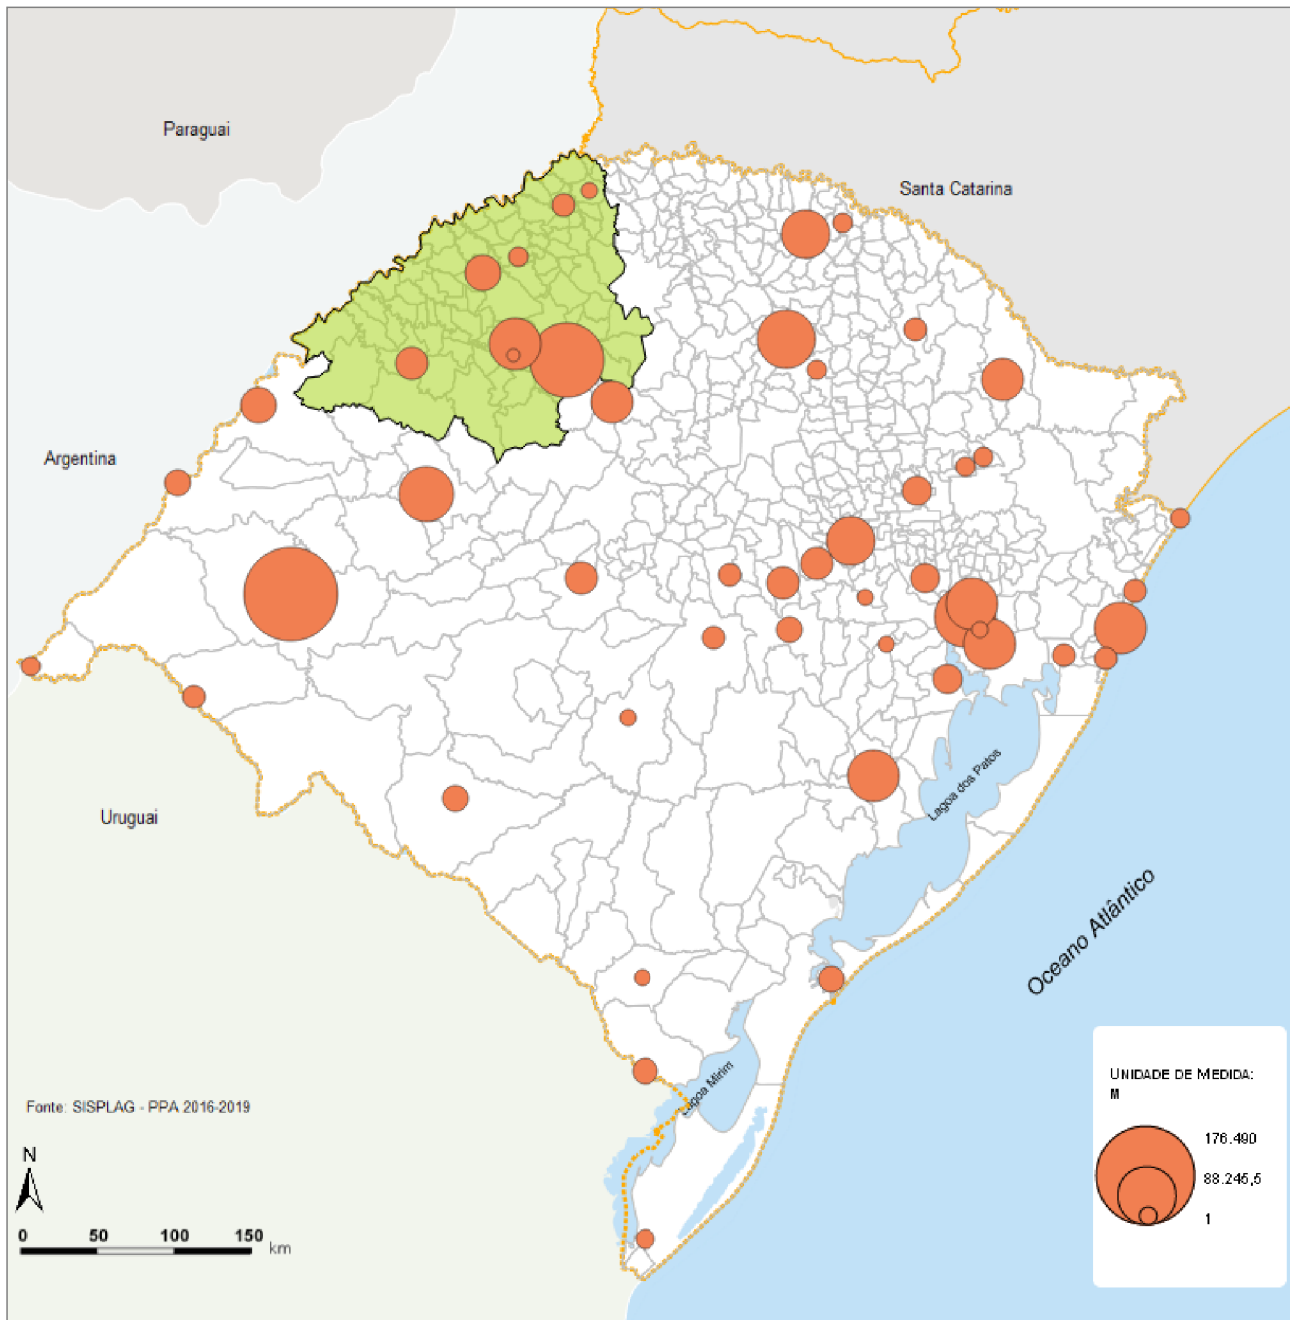 Paraguai
Santa Catarina
Argentina
Uruguai
Lagoa dos Patos
Oceano Atlântico
Lagoa Mirim
Fonte: SISPLAG - PPA 2016-2019
N
0 50 100 150
km
UNIDADE DE MEDIDA:
M
176.490
88.245,5
1